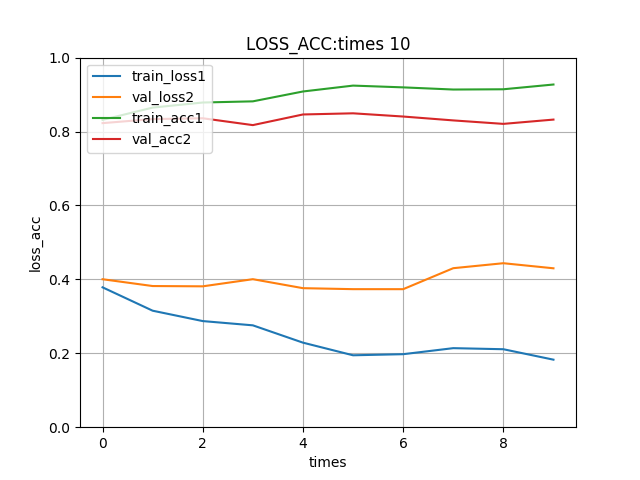 LOSS_ACC:times 10
1.0
0.8
0.6
0.4
0.2
0.0
loss_acc
train_loss1
val_loss2
train_acc1
val_acc2
0 2 4 6 8
times